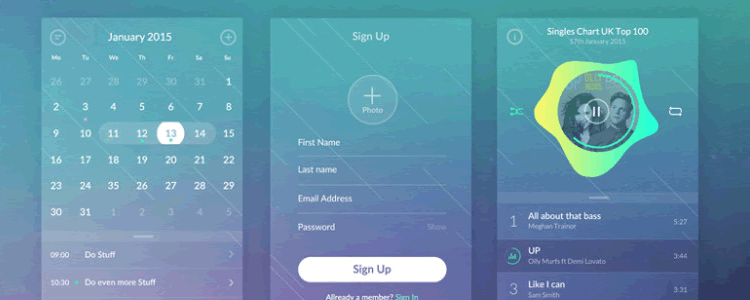 January 2015
Mo Tu We Th Fr Sa Su
26 27 28 29 30 31 1
2 3 4 5 6 7 8
9 10 11 12 13 14 15
16 17 18 19 20 21 22
23 24 25 26 27 28 29
30 31 1 2 3 4 5
09:00 Do Stuff
10:30 Do even more Stuff
Sign Up
Photo
First Name
Last name
Email Address
Password Show
Sign Up
Already a member? Sign In
Singles Chart UK Top 100
17th January 2015
OLLY
MURS
1 All about that bass 5:27
Meghan Trainor
UP 3:44
Olly Murs ft Demi Lovato
3 Like I can 3:31
Sam Smith